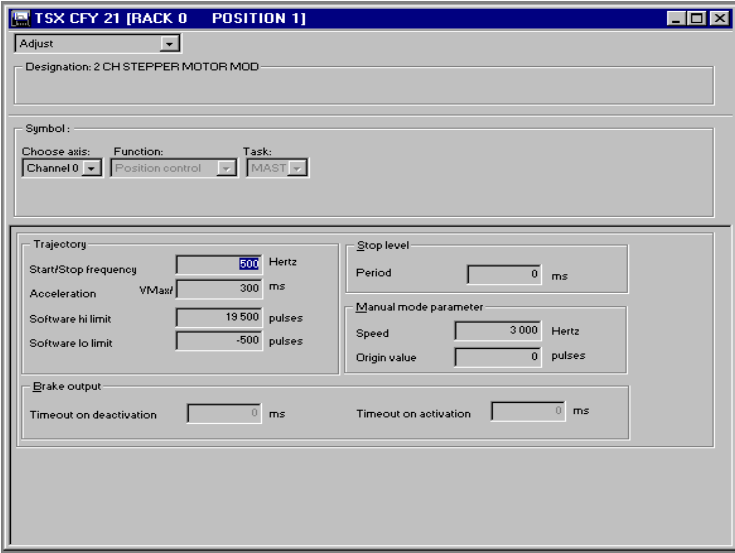 TSX CFY 21 [RACK 0 POSITION 1]
Adjust
Designation: 2 CH STEPPER MOTOR MOD
Symbol:
Choose axis: Function: Task:
Channel 0 Position control MAST
Trajectory
Start/Stop frequency 500 Hertz
Acceleration VMax/ 300 ms
Software hi limit 19 500 pulses
Software lo limit -500 pulses
Stop level
Period 0 ms
Manual mode parameter
Speed 3 000 Hertz
Origin value 0 pulses
Brake output
Timeout on deactivation 0 ms Timeout on activation 0 ms